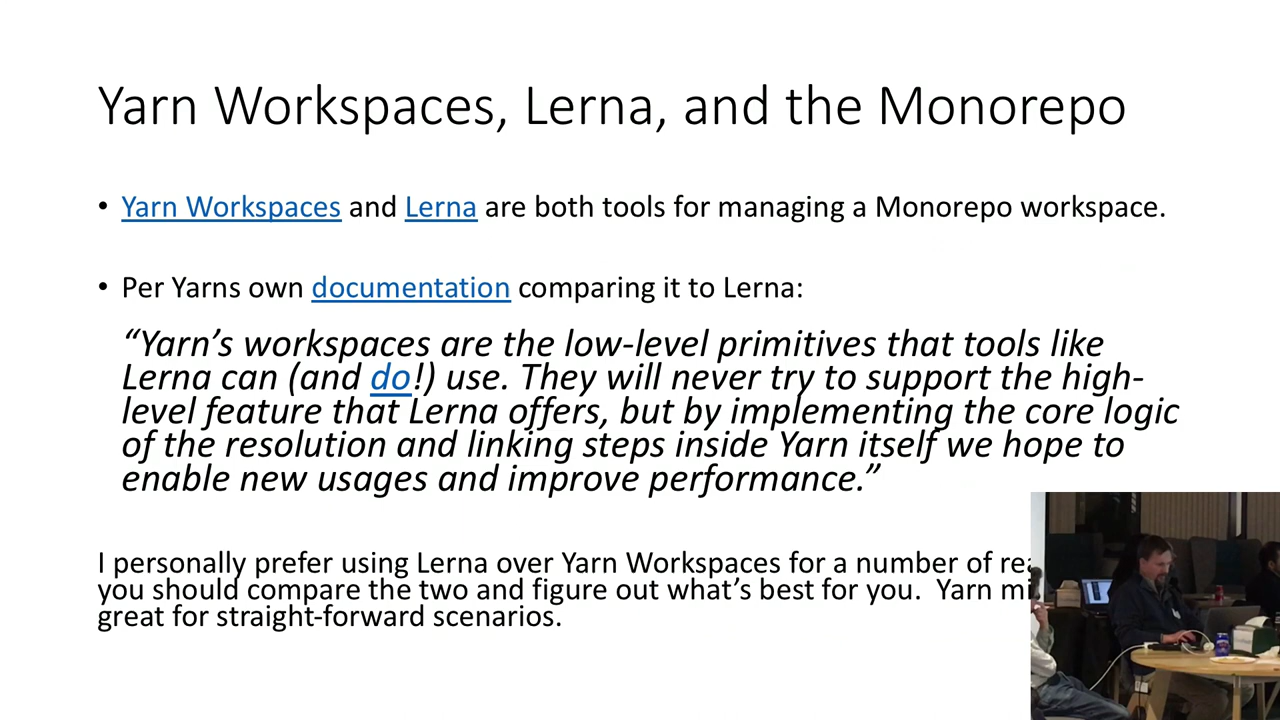 Yarn Workspaces, Lerna, and the Monorepo
• Yarn Workspaces and Lerna are both tools for managing a Monorepo workspace.
• Per Yarns own documentation comparing it to Lerna:
“Yarn’s workspaces are the low-level primitives that tools like
Lerna can (and do!) use. They will never try to support the high-
level feature that Lerna offers, but by implementing the core logic
of the resolution and linking steps inside Yarn itself we hope to
enable new usages and improve performance.”
I personally prefer using Lerna over Yarn Workspaces for a number of
you should compare the two and figure out what’s best for you.  Yarn
great for straight-forward scenarios.